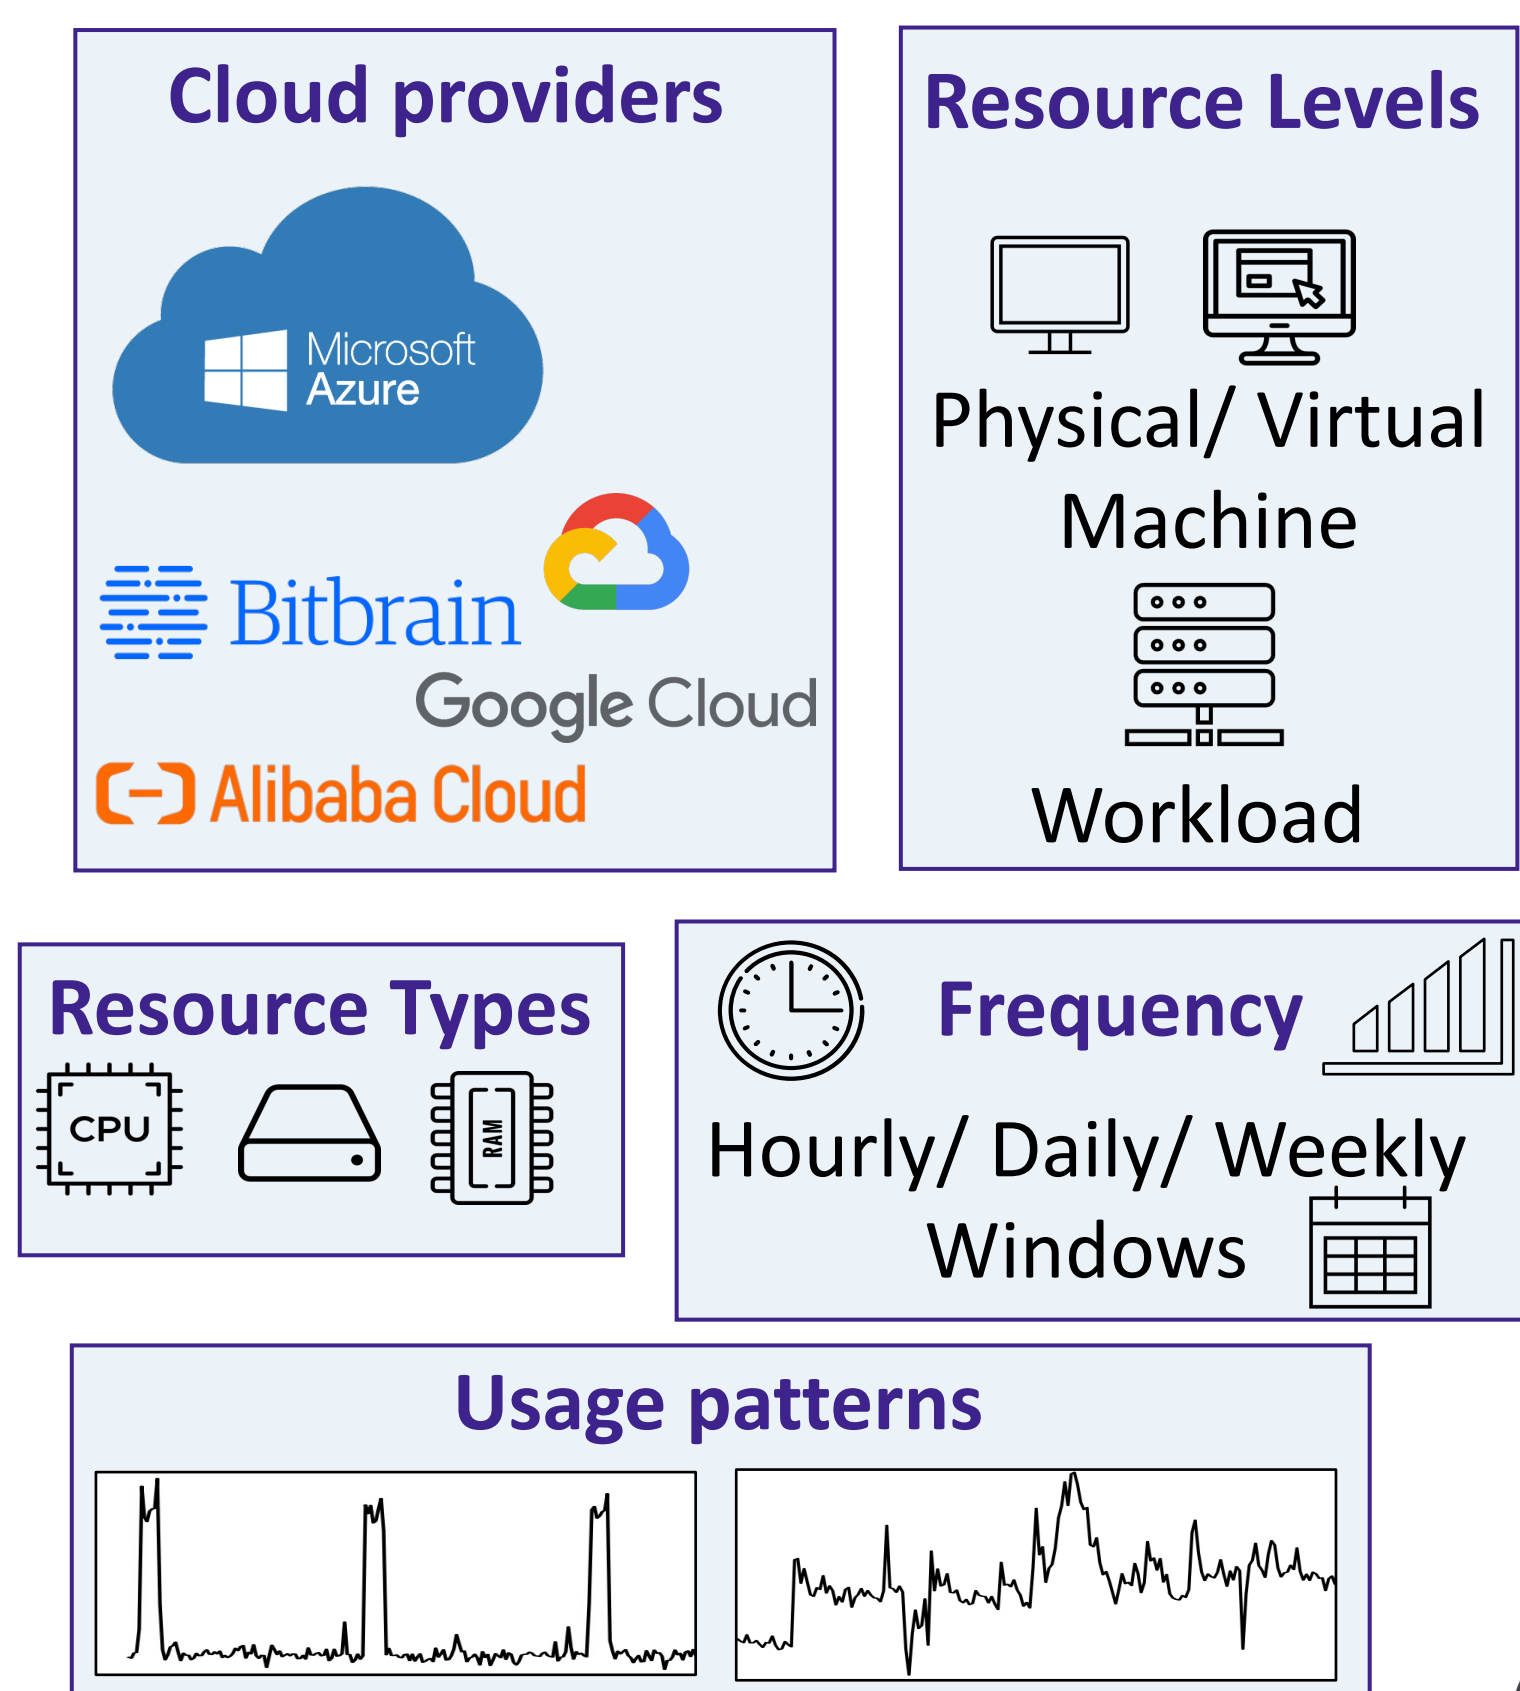 Cloud providers
Microsoft
Azure
Bitbrain
Google Cloud
Alibaba Cloud
Resource Levels
Physical/ Virtual
Machine
Workload
Resource Types
CPU
RAM
Frequency
Hourly/ Daily/ Weekly
Windows
Usage patterns